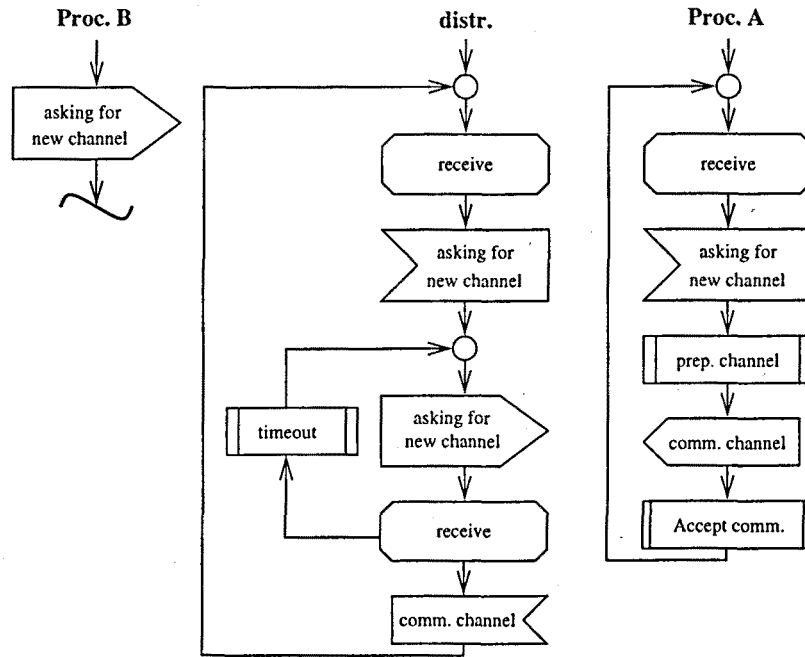 Proc. B
asking for
new channel
distr.
receive
asking for
new channel
timeout
asking for
new channel
receive
comm. channel
Proc. A
receive
asking for
new channel
prep. channel
comm. channel
Accept comm.